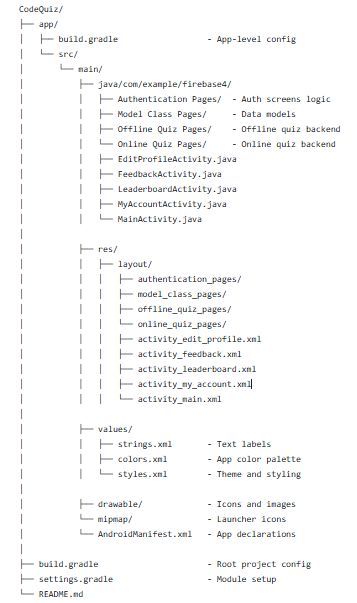 CodeQuiz/
├── app/
│   ├── build.gradle                  - App-level config
│   └── src/
│       └── main/
│           ├── java/com/example/firebase4/
│           │   ├── Authentication Pages/  - Auth screens logic
│           │   ├── Model Class Pages/     - Data models
│           │   ├── Offline Quiz Pages/    - Offline quiz backend
│           │   └── Online Quiz Pages/     - Online quiz backend
│           │   ├── EditProfileActivity.java
│           │   ├── FeedbackActivity.java
│           │   ├── LeaderboardActivity.java
│           │   ├── MyAccountActivity.java
│           │   └── MainActivity.java
│           │
│           ├── res/
│           │   ├── layout/
│           │   │   ├── authentication_pages/
│           │   │   ├── model_class_pages/
│           │   │   ├── offline_quiz_pages/
│           │   │   └── online_quiz_pages/
│           │   │   ├── activity_edit_profile.xml
│           │   │   ├── activity_feedback.xml
│           │   │   ├── activity_leaderboard.xml
│           │   │   ├── activity_my_account.xml
│           │   │   └── activity_main.xml
│           │
│           ├── values/
│           │   ├── strings.xml       - Text labels
│           │   ├── colors.xml        - App color palette
│           │   └── styles.xml        - Theme and styling
│           │
│           ├── drawable/             - Icons and images
│           └── mipmap/               - Launcher icons
│           └── AndroidManifest.xml   - App declarations
│
├── build.gradle                      - Root project config
├── settings.gradle                   - Module setup
└── README.md